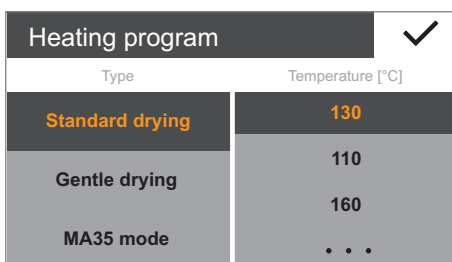 Heating program
Type Temperature [°C]
Standard drying 130
110
Gentle drying
160
MA35 mode
. . .